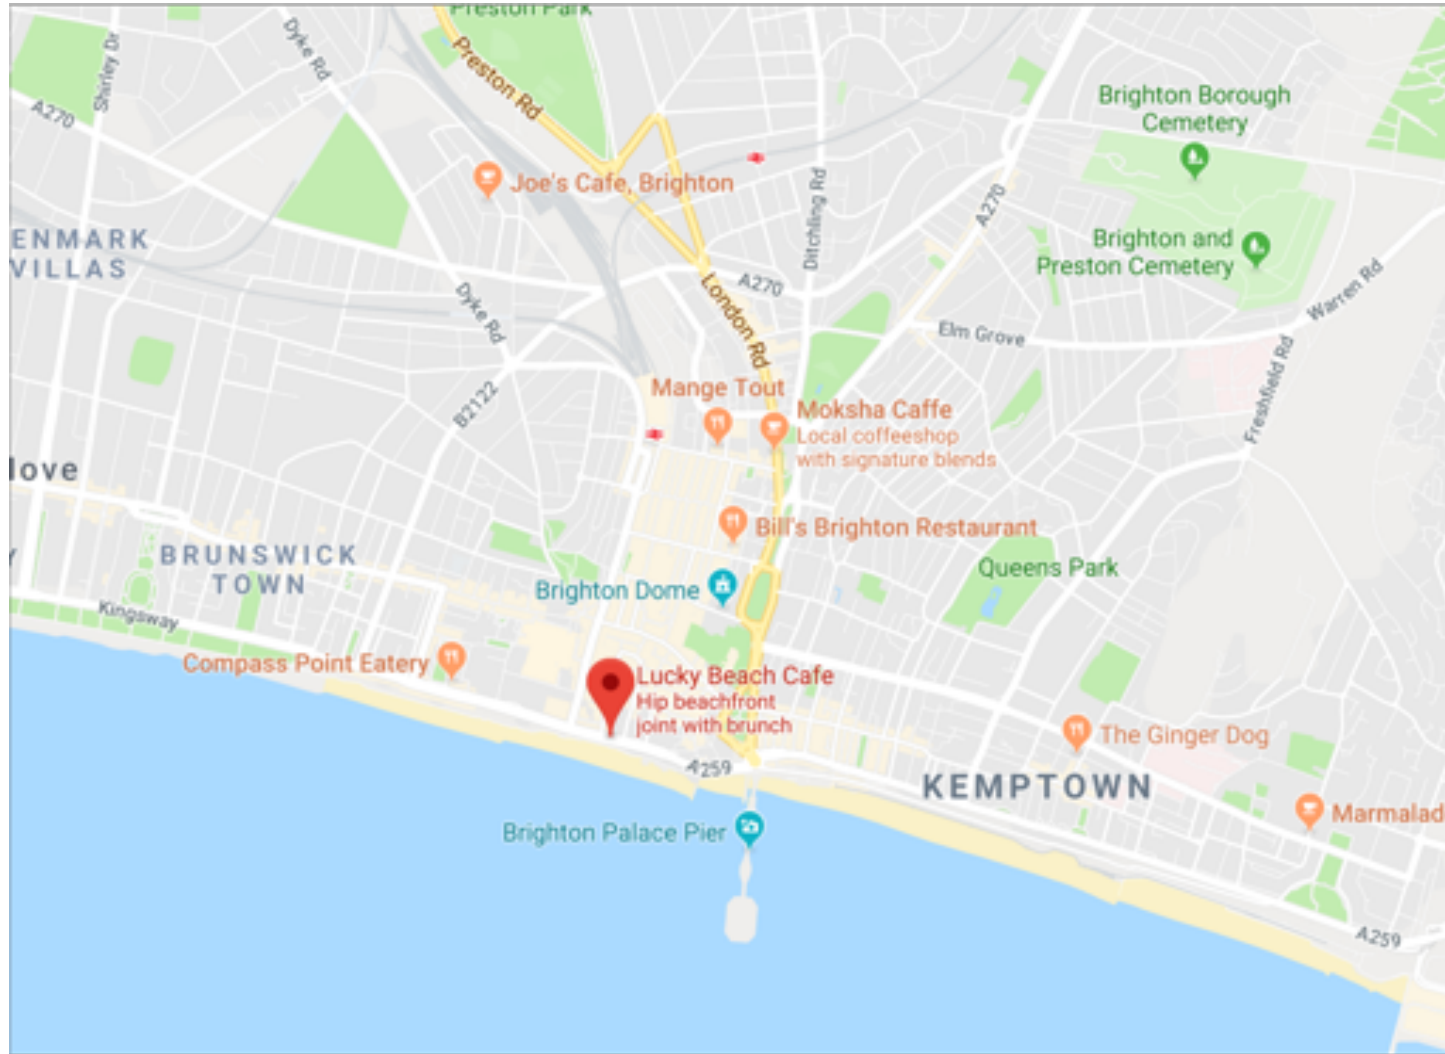 Preston Park
Dyke Rd
Shirley Dr
A270
Preston Rd
Brighton Borough
Cemetery
Joe's Cafe, Brighton
Ditchling Rd
A270
ENMARK
VILLAS
Brighton and
Preston Cemetery
Warren Rd
A270
London Rd
Dyke Rd
Elm Grove
Freshfield Rd
Mange Tout
B2122
Moksha Caffe
Local coffeeshop
with signature blends
love
Bill's Brighton Restaurant
BRUNSWICK
TOWN
Y
Queens Park
Brighton Dome
Kingsway
Compass Point Eatery
Lucky Beach Cafe
Hip beachfront
joint with brunch
The Ginger Dog
A259
KEMPTOWN
Marmalad
Brighton Palace Pier
A259